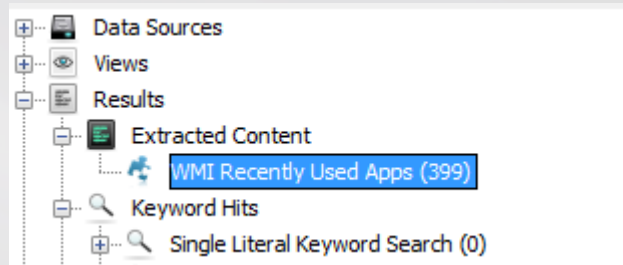 Data Sources
Views
Results
Extracted Content
WMI Recently Used Apps (399)
Keyword Hits
Single Literal Keyword Search (0)